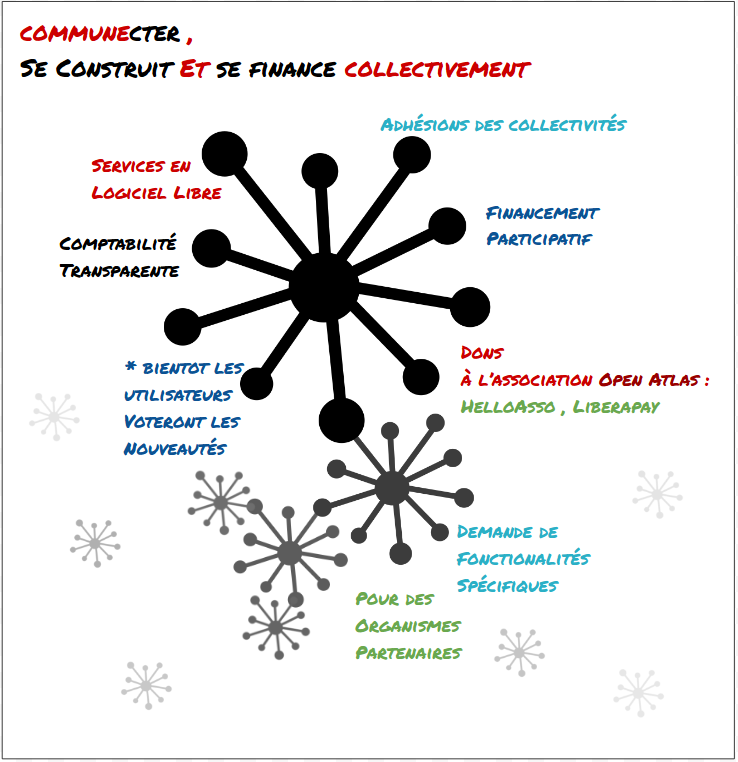 COMMUNECTER ,
SE CONSTRUIT ET SE FINANCE COLLECTIVEMENT
ADHÉSIONS DES COLLECTIVITÉS
SERVICES EN
LOGICIEL LIBRE
FINANCEMENT
PARTICIPATIF
COMPTABILITÉ
TRANSPARENTE
DONS
À L'ASSOCIATION OPEN ATLAS :
HELLOASSO , LIBERAPAY
* BIENTOT LES
UTILISATEURS
VOTERONT LES
NOUVEAUTÉS
DEMANDE DE
FONCTIONALITÉS
SPÉCIFIQUES
POUR DES
ORGANISMES
PARTENAIRES